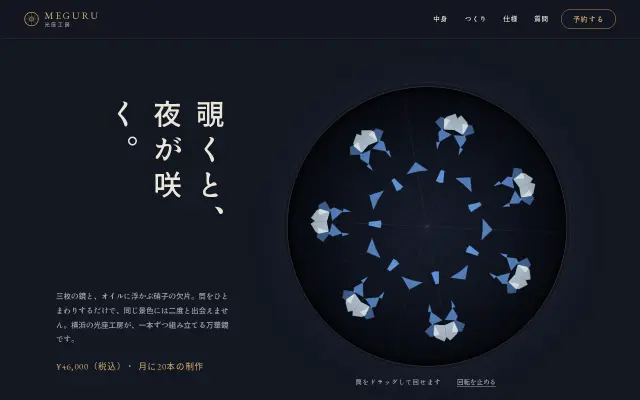 MEGURU
光座工房
中身 つくり 仕様 質問 予約する
覗くと、
夜が咲
く。
三枚の鏡と、オイルに浮かぶ硝子の欠片。筒をひと
まわりするだけで、同じ景色には二度と出会えませ
ん。横浜の光座工房が、一本ずつ組み立てる万華鏡
です。
¥46,000（税込）・ 月に20本の制作
筒をドラッグして回せます 回転を止める